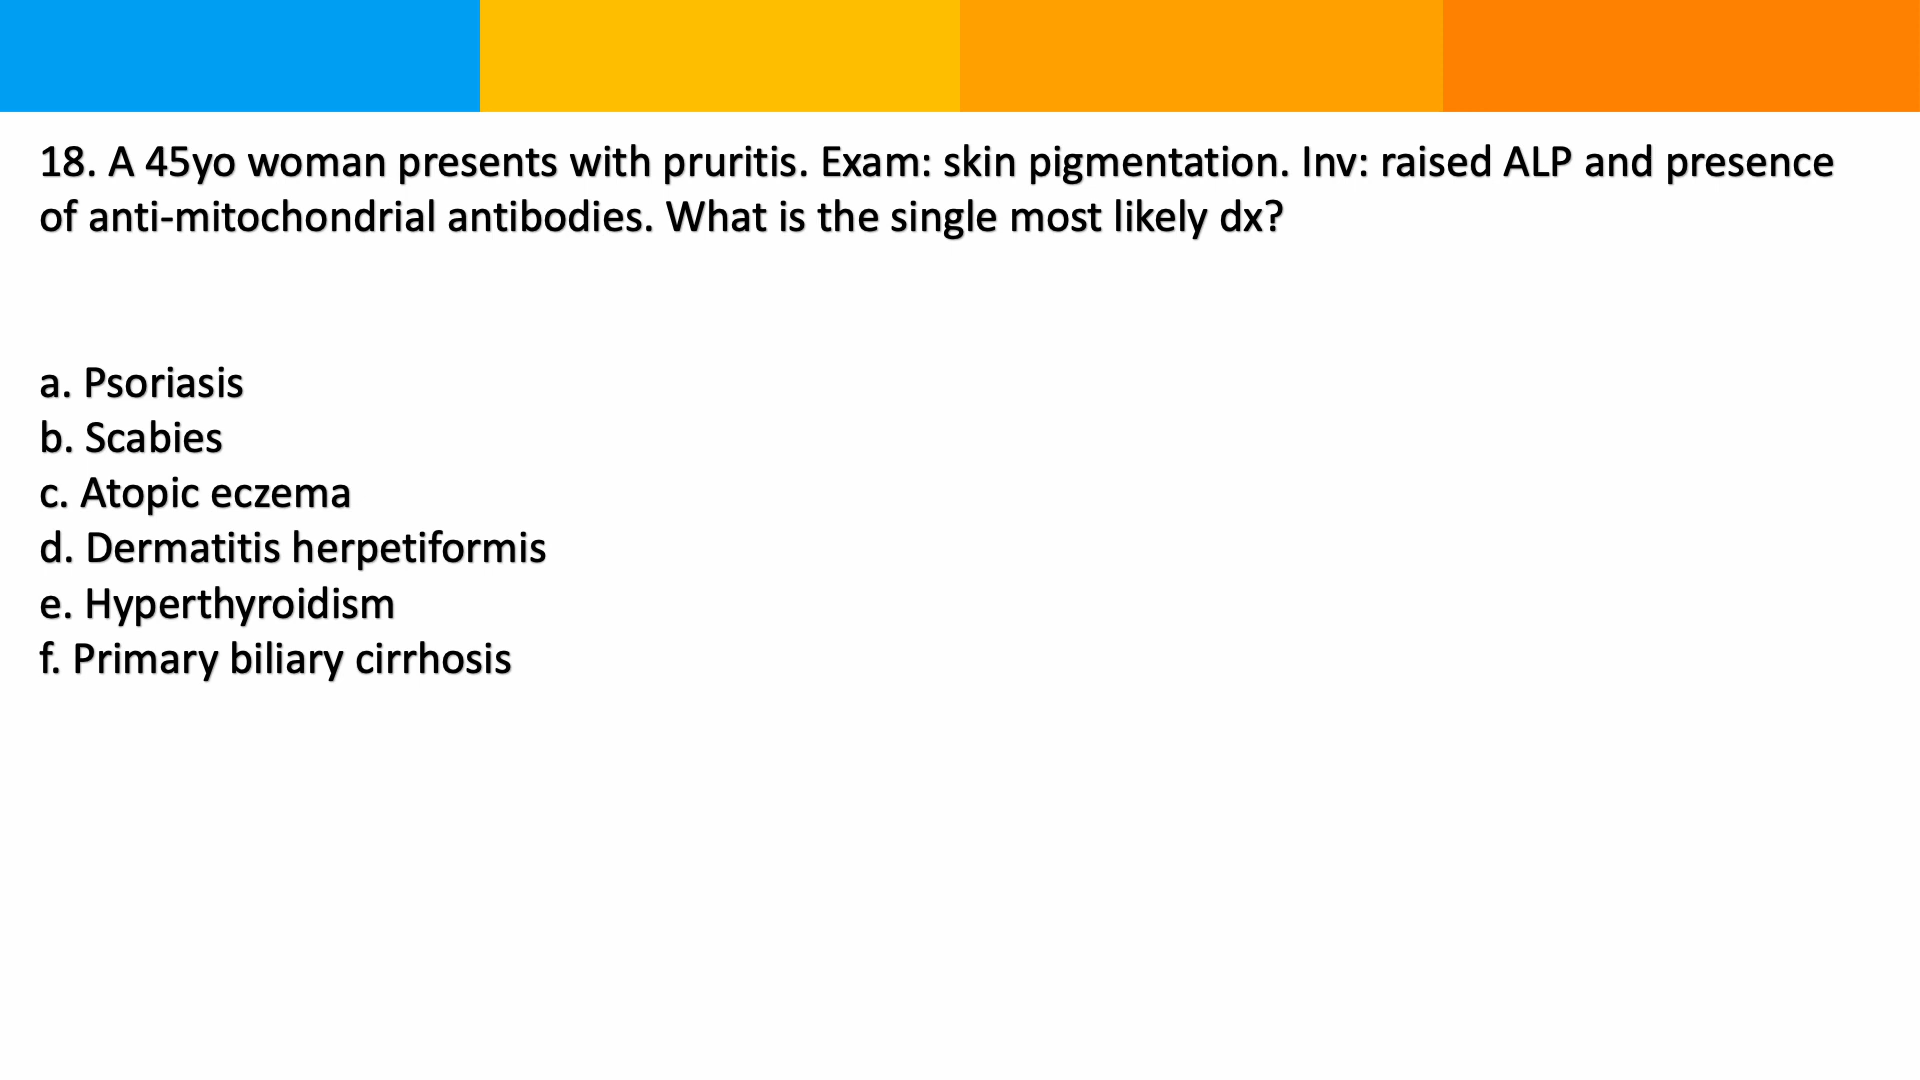 18. A 45yo woman presents with pruritis. Exam: skin pigmentation. Inv: raised ALP and presence
of anti-mitochondrial antibodies. What is the single most likely dx?
a. Psoriasis
b. Scabies
c. Atopic eczema
d. Dermatitis herpetiformis
e. Hyperthyroidism
f. Primary biliary cirrhosis